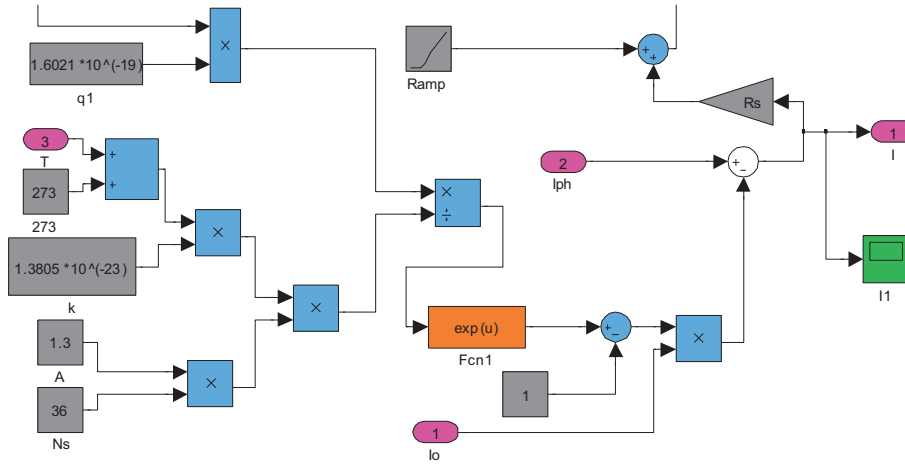 ×
1.6021 *10^(-19)
q1
Ramp
+
+
Rs
3
T
+
+
273
273
1
I
2
Iph
+
−
×
÷
×
1.3805 *10^(-23)
k
×
I1
exp(u)
Fcn1
+
−
×
1.3
A
×
36
Ns
1
1
Io